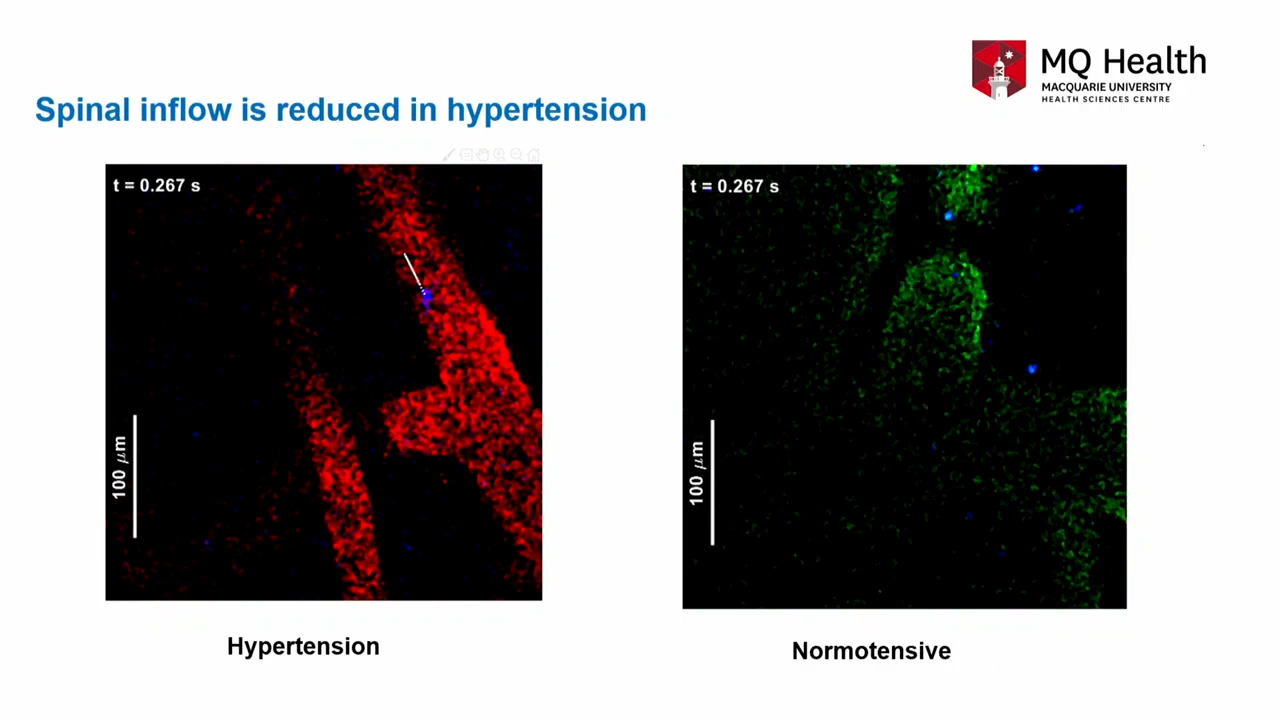 MQ Health
MACQUARIE UNIVERSITY
HEALTH SCIENCES CENTRE
Spinal inflow is reduced in hypertension
t = 0.267 s
100 μm
Hypertension
t = 0.267 s
100 μm
Normotensive